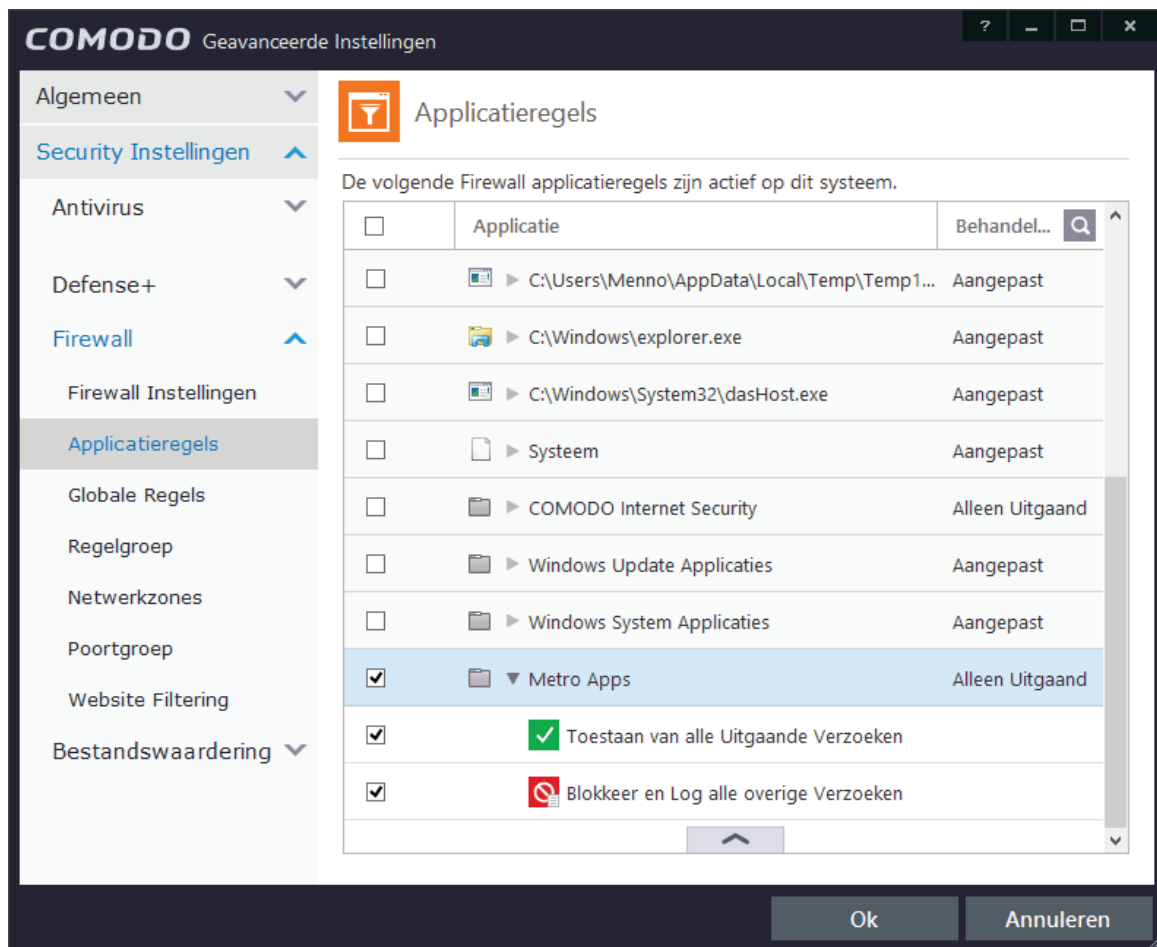 COMODO Geavanceerde Instellingen
Algemeen
Security Instellingen
Antivirus
Defense+
Firewall
Firewall Instellingen
Applicatieregels
Globale Regels
Regelgroep
Netwerkzones
Poortgroep
Website Filtering
Bestandswaardering
Applicatieregels
De volgende Firewall applicatieregels zijn actief op dit systeem.
Applicatie Behandel...
C:\Users\Menno\AppData\Local\Temp\Temp1... Aangepast
C:\Windows\explorer.exe Aangepast
C:\Windows\System32\dasHost.exe Aangepast
Systeem Aangepast
COMODO Internet Security Alleen Uitgaand
Windows Update Applicaties Aangepast
Windows System Applicaties Aangepast
Metro Apps Alleen Uitgaand
Toestaan van alle Uitgaande Verzoeken
Blokkeer en Log alle overige Verzoeken
Ok Annuleren